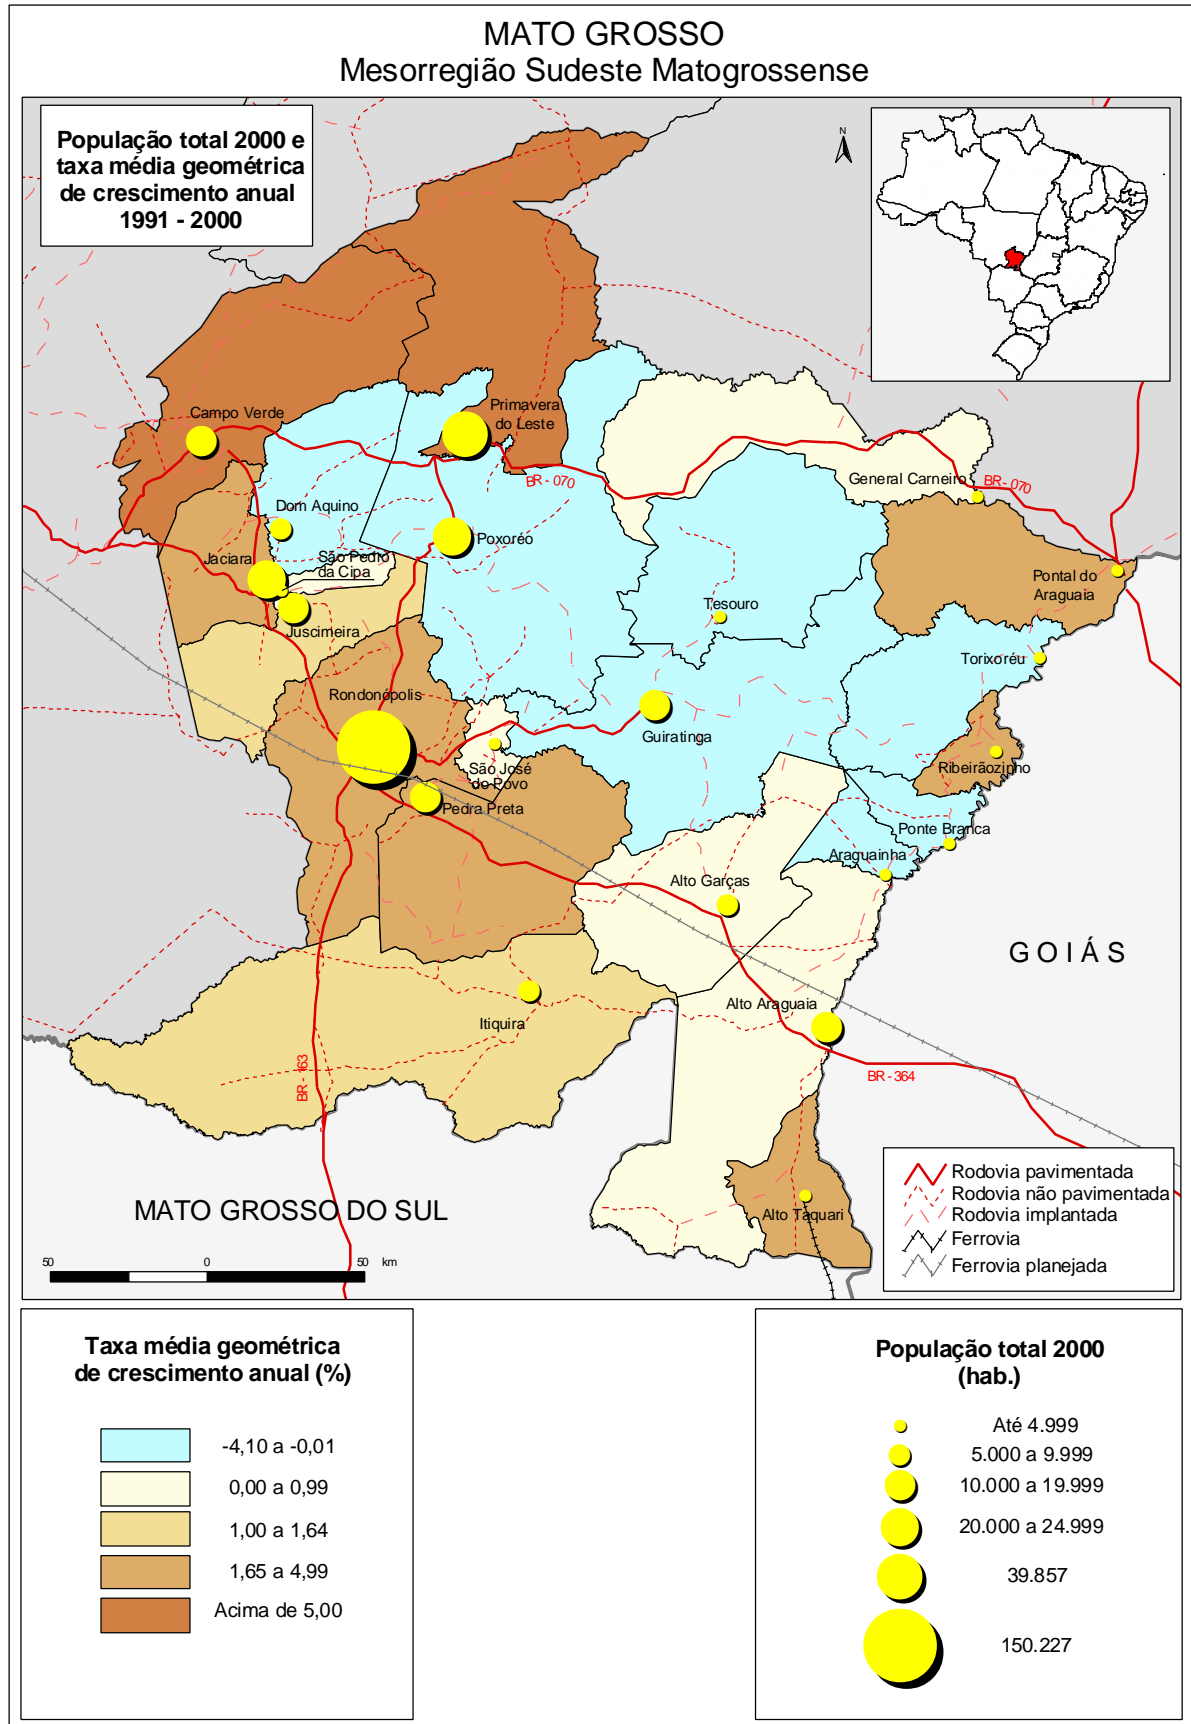 MATO GROSSO
Mesorregião Sudeste Matogrossense
População total 2000 e
taxa média geométrica
de crescimento anual
1991 - 2000
N
Campo Verde
Primavera
do Leste
BR - 070
General Carneiro
BR - 070
Dom Aquino
Poxoréo
Jaciara
São Pedro
da Cipa
Pontal do
Araguaia
Tesouro
Juscimeira
Torixoréu
Rondonópolis
Guiratinga
São José
do Povo
Ribeirãozinho
Pedra Preta
Ponte Branca
Araguainha
Alto Garças
GOIÁS
Itiquira
Alto Araguaia
BR - 163
BR - 364
MATO GROSSO DO SUL
Alto Taquari
50
0
50
km
Rodovia pavimentada
Rodovia não pavimentada
Rodovia implantada
Ferrovia
Ferrovia planejada
Taxa média geométrica
de crescimento anual (%)
-4,10 a -0,01
0,00 a 0,99
1,00 a 1,64
1,65 a 4,99
Acima de 5,00
População total 2000
(hab.)
Até 4.999
5.000 a 9.999
10.000 a 19.999
20.000 a 24.999
39.857
150.227